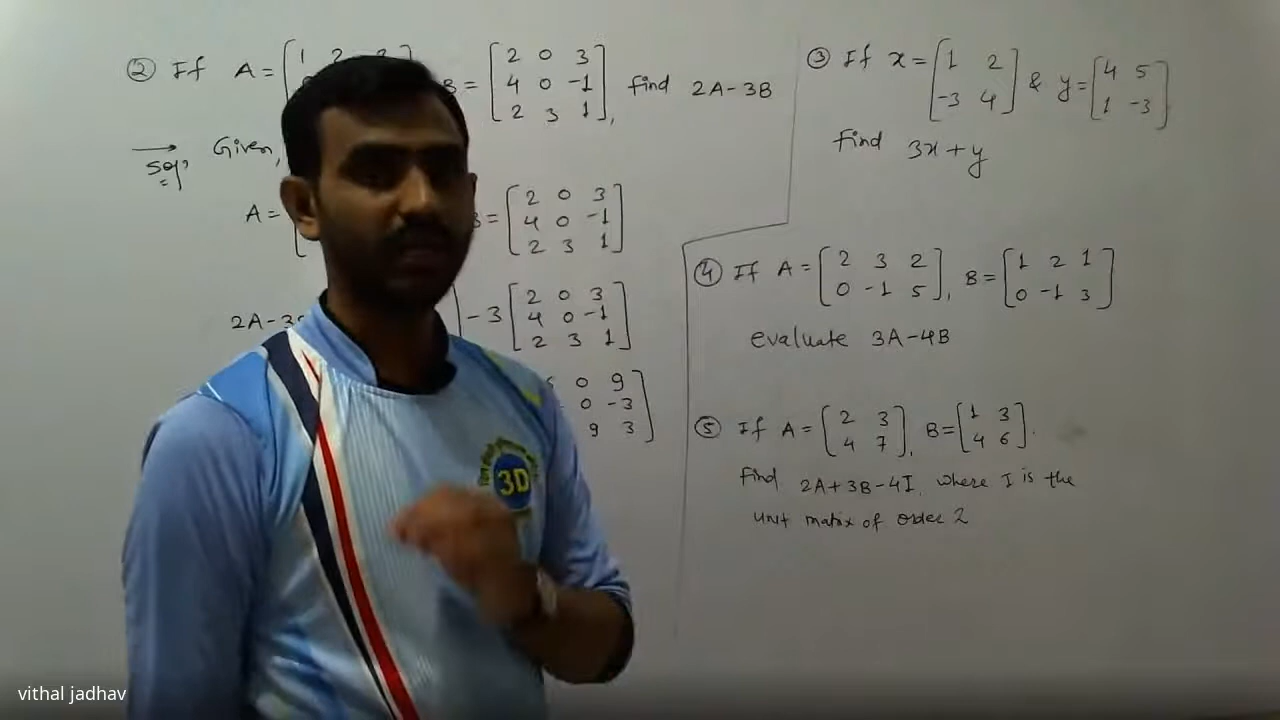 ② If A = [1 2
B = [2 0 3
4 0 -1
2 3 1], find 2A-3B
Soln Given,
A =
= [2 0 3
4 0 -1
2 3 1]
2A-3
-3 [2 0 3
4 0 -1
2 3 1]
0 9
0 -3
9 3]
③ If x = [1 2
-3 4] & y = [4 5
1 -3]
Find 3x+y
④ If A = [2 3 2
0 -1 5], B = [1 2 1
0 -1 3]
evaluate 3A-4B
⑤ If A = [2 3
4 7], B = [1 3
4 6].
Find 2A+3B-4I, where I is the
unit matrix of order 2
3D
vithal jadhav